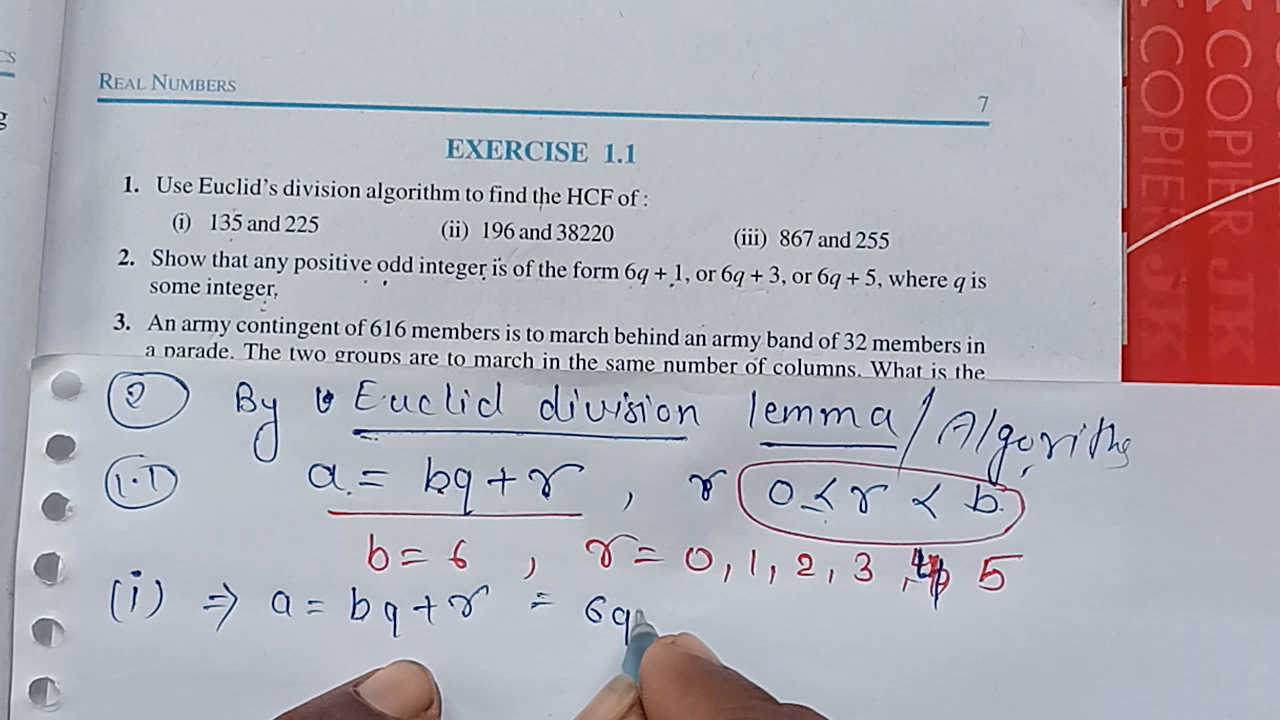 CS
REAL NUMBERS 7
EXERCISE 1.1
1. Use Euclid's division algorithm to find the HCF of :
(i) 135 and 225 (ii) 196 and 38220 (iii) 867 and 255
2. Show that any positive odd integer is of the form 6q + 1, or 6q + 3, or 6q + 5, where q is
some integer.
3. An army contingent of 616 members is to march behind an army band of 32 members in
a parade. The two groups are to march in the same number of columns. What is the
2 By Euclid division lemma / Algorithm
1.1 a = bq + r , r 0 ≤ r < b
b = 6 , r = 0, 1, 2, 3, 4, 5
(i) ⇒ a = bq + r = 6q
COPIER JK
COPIER JK